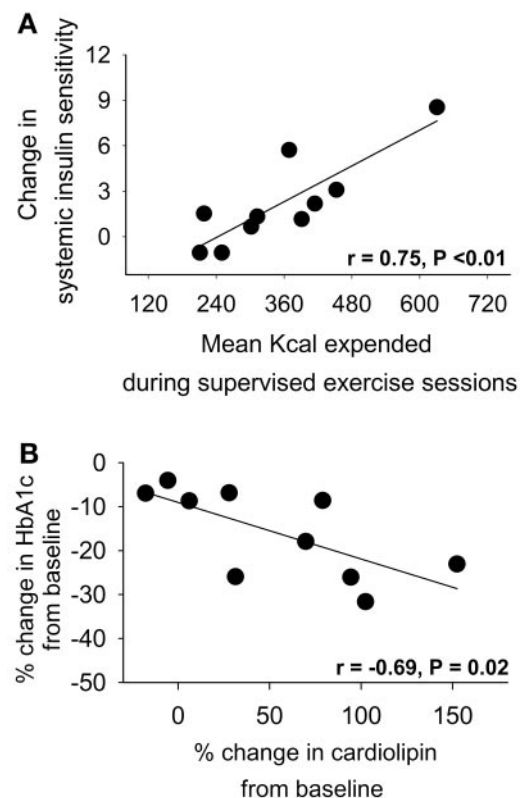 A
Change in
systemic insulin sensitivity
12
9
6
3
0
r = 0.75, P <0.01
120 240 360 480 600 720
Mean Kcal expended
during supervised exercise sessions
B
% change in HbA1c
from baseline
0
-10
-20
-30
-40
-50
r = -0.69, P = 0.02
0 50 100 150
% change in cardiolipin
from baseline